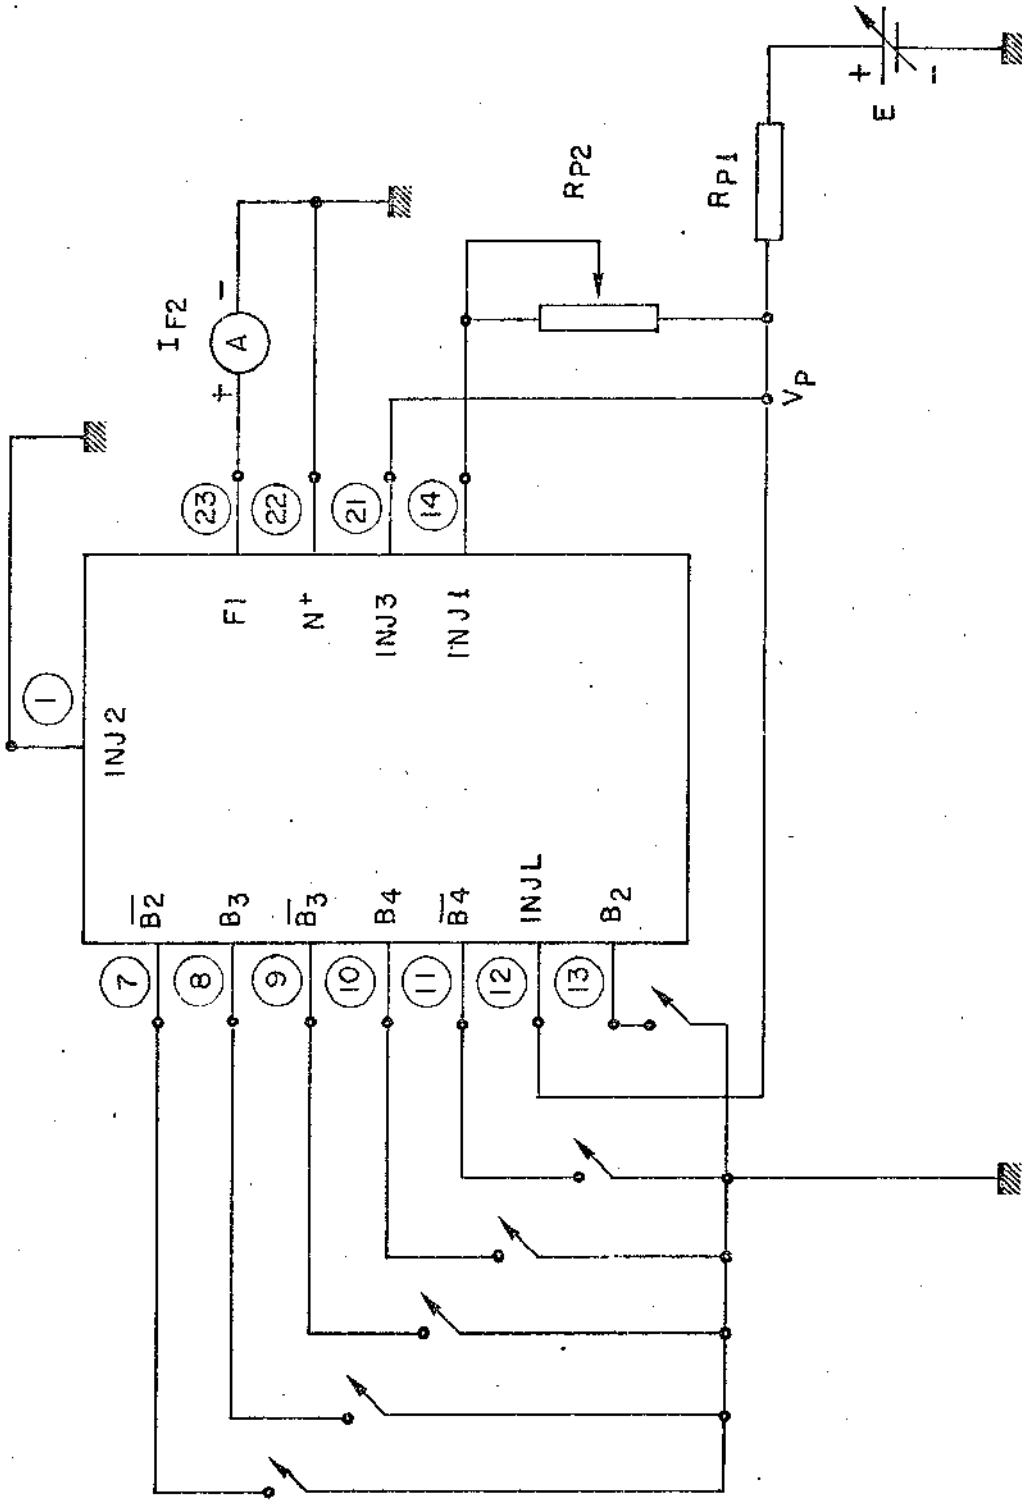 1
INJ2
7
B̅2̅
8
B3
9
B̅3̅
10
B4
11
B̅4̅
12
INJL
13
B2
F1
23
N+
22
INJ3
21
INJ1
14
IF2
+
A
−
RP2
RP1
VP
+
−
E